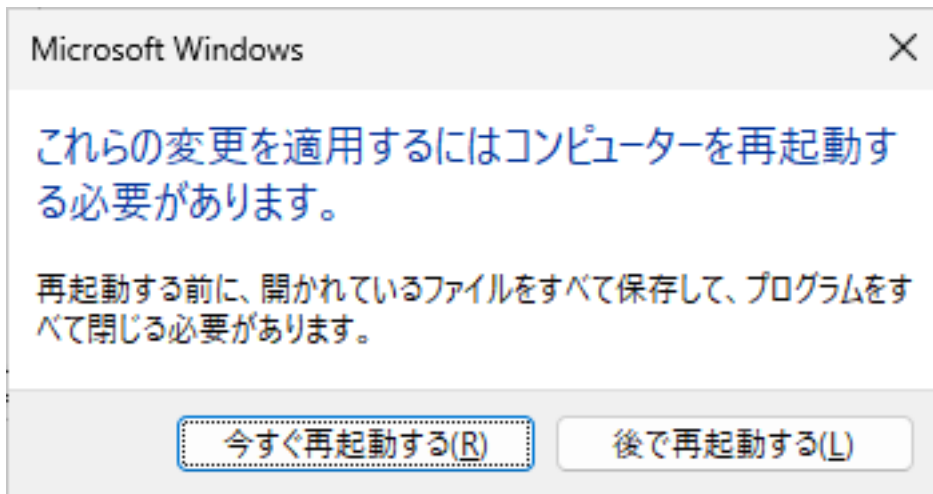 Microsoft Windows
これらの変更を適用するにはコンピューターを再起動す
る必要があります。
再起動する前に、開かれているファイルをすべて保存して、プログラムをす
べて閉じる必要があります。
今すぐ再起動する(R) 後で再起動する(L)